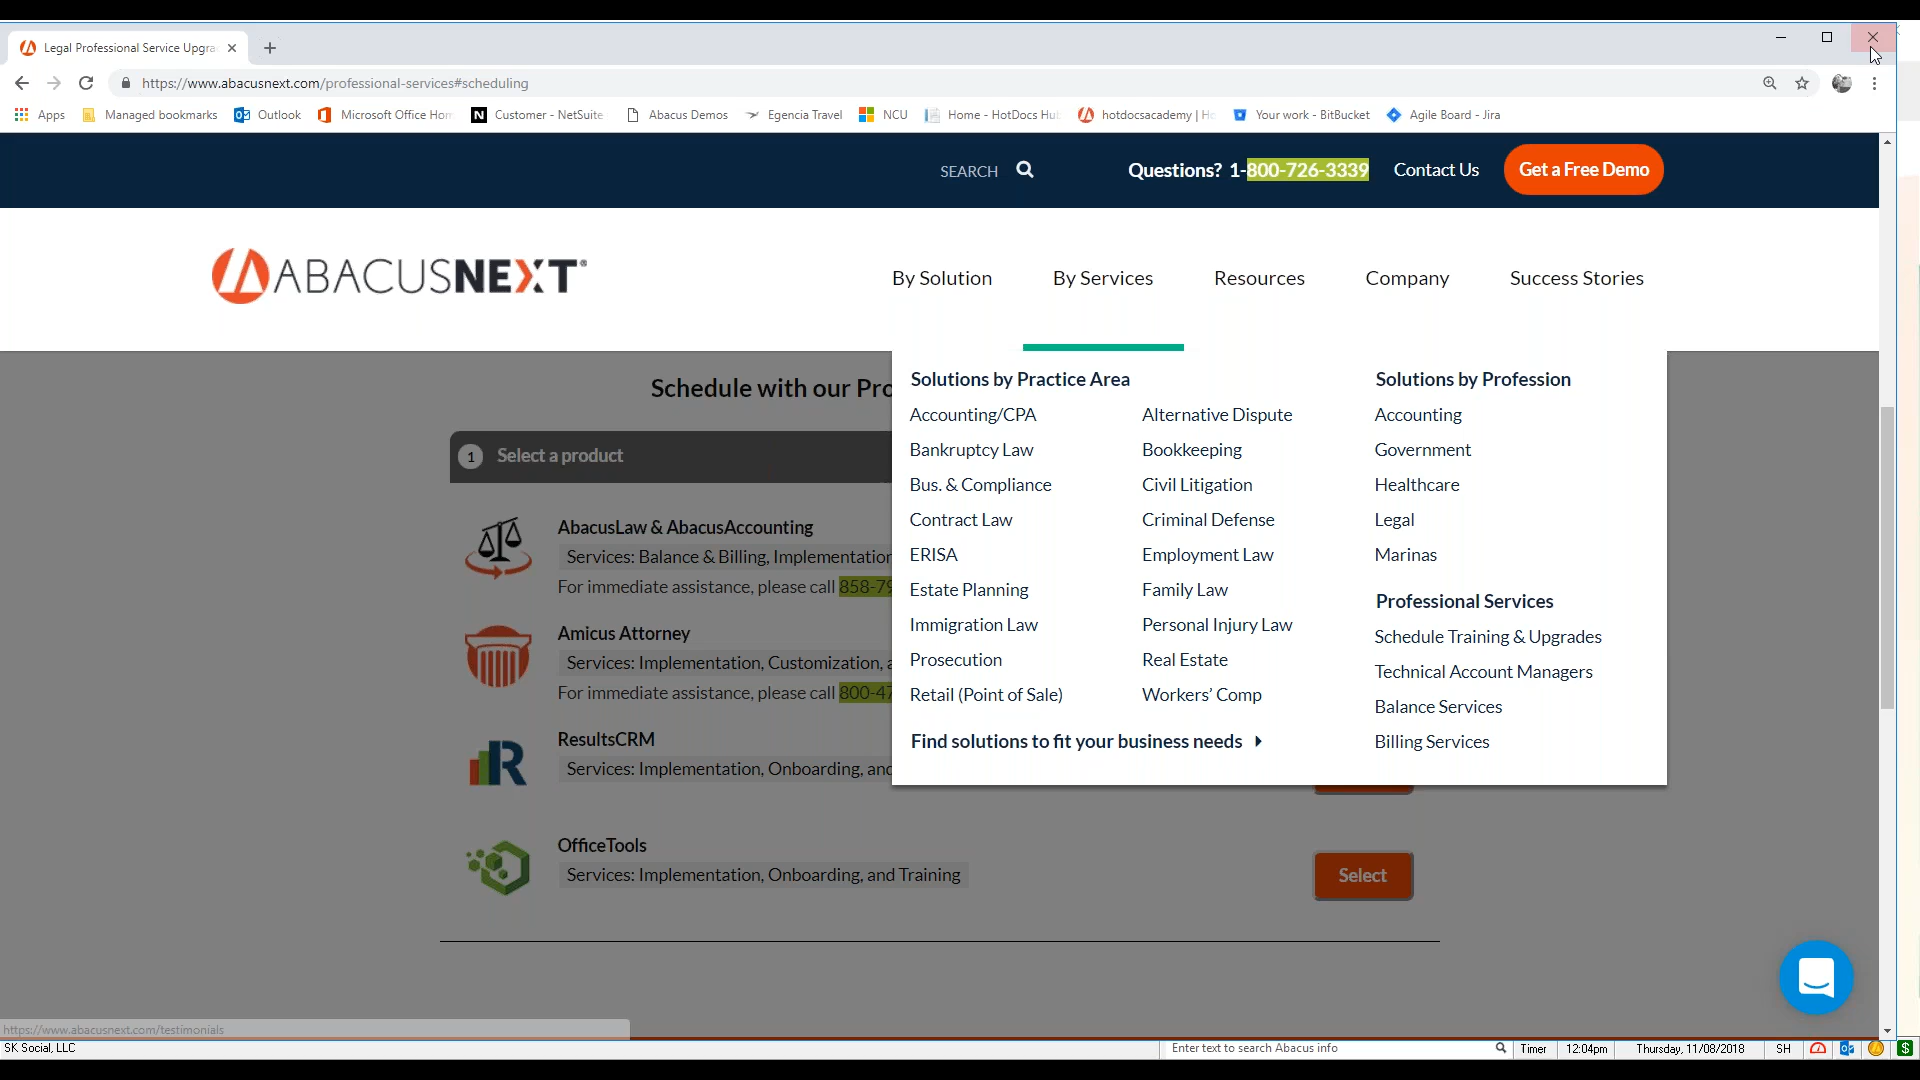 Legal Professional Service Upgra
https://www.abacusnext.com/professional-services#scheduling
Apps Managed bookmarks Outlook Microsoft Office Hom Customer - NetSuite Abacus Demos Egencia Travel NCU Home - HotDocs Hu hotdocsacademy | H Your work - BitBucket Agile Board - Jira
SEARCH Questions? 1-800-726-3339 Contact Us Get a Free Demo
ABACUSNEXT®
By Solution By Services Resources Company Success Stories
Schedule with our Pro
1 Select a product
AbacusLaw & AbacusAccounting
Services: Balance & Billing, Implementation
For immediate assistance, please call 858-79
Amicus Attorney
Services: Implementation, Customization, a
For immediate assistance, please call 800-47
ResultsCRM
Services: Implementation, Onboarding, and
OfficeTools
Services: Implementation, Onboarding, and Training
Select
Solutions by Practice Area
Accounting/CPA
Bankruptcy Law
Bus. & Compliance
Contract Law
ERISA
Estate Planning
Immigration Law
Prosecution
Retail (Point of Sale)
Alternative Dispute
Bookkeeping
Civil Litigation
Criminal Defense
Employment Law
Family Law
Personal Injury Law
Real Estate
Workers’ Comp
Find solutions to fit your business needs
Solutions by Profession
Accounting
Government
Healthcare
Legal
Marinas
Professional Services
Schedule Training & Upgrades
Technical Account Managers
Balance Services
Billing Services
https://www.abacusnext.com/testimonials
SK Social, LLC Enter text to search Abacus info Timer 12:04pm Thursday, 11/08/2018 SH